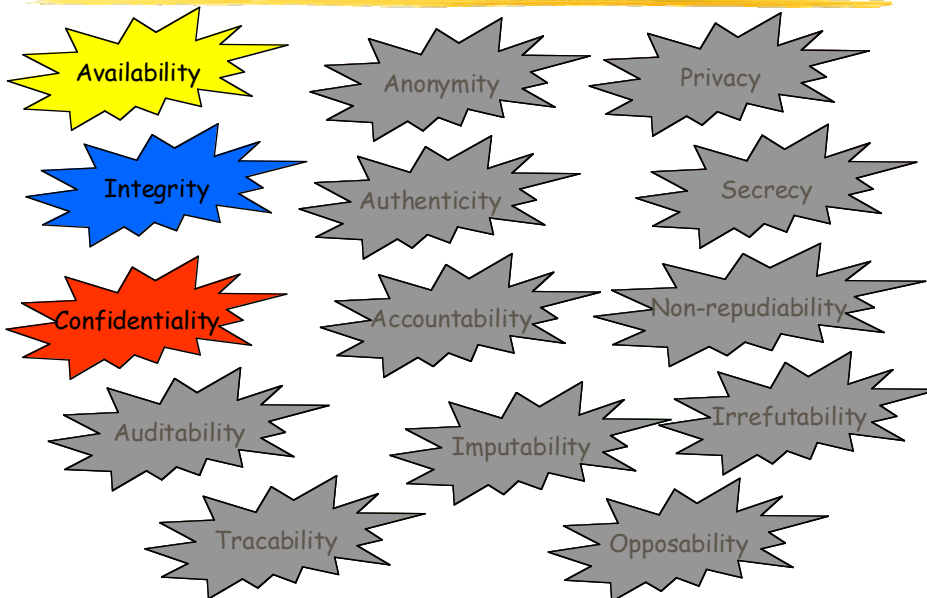 Availability
Anonymity
Privacy
Integrity
Authenticity
Secrecy
Confidentiality
Accountability
Non-repudiability
Auditability
Imputability
Irrefutability
Tracability
Opposability